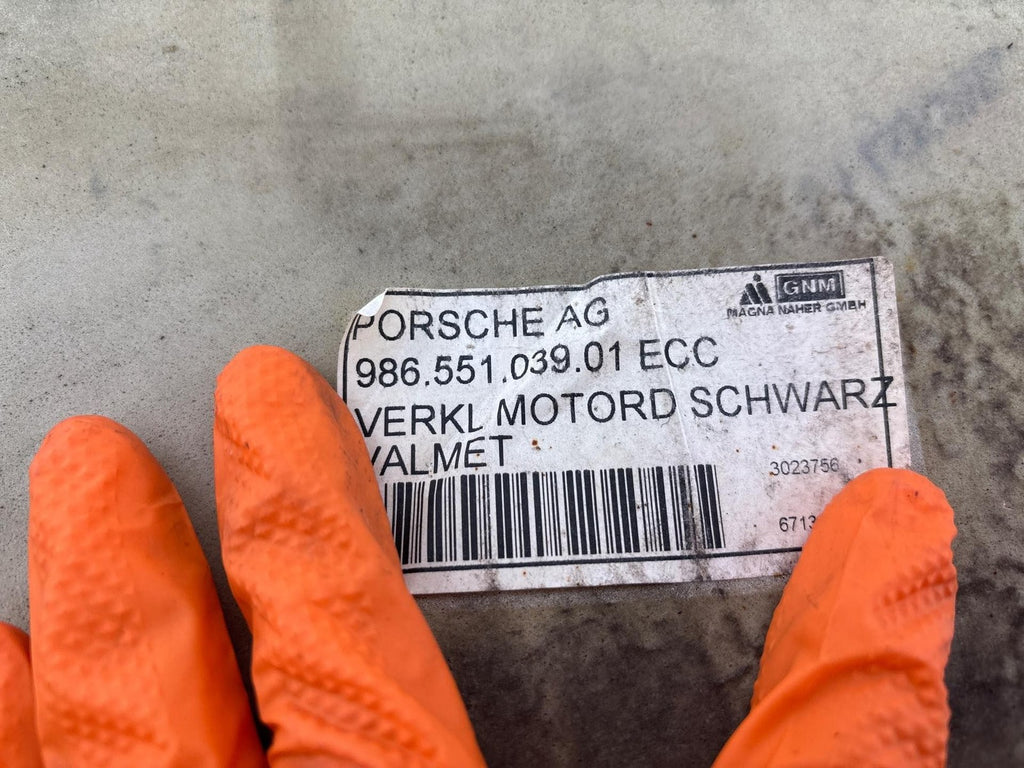 PORSCHE AG
GNM
MAGNA NAHER GMBH
986.551.039.01 ECC
VERKL MOTORD SCHWARZ
VALMET
3023756
6713